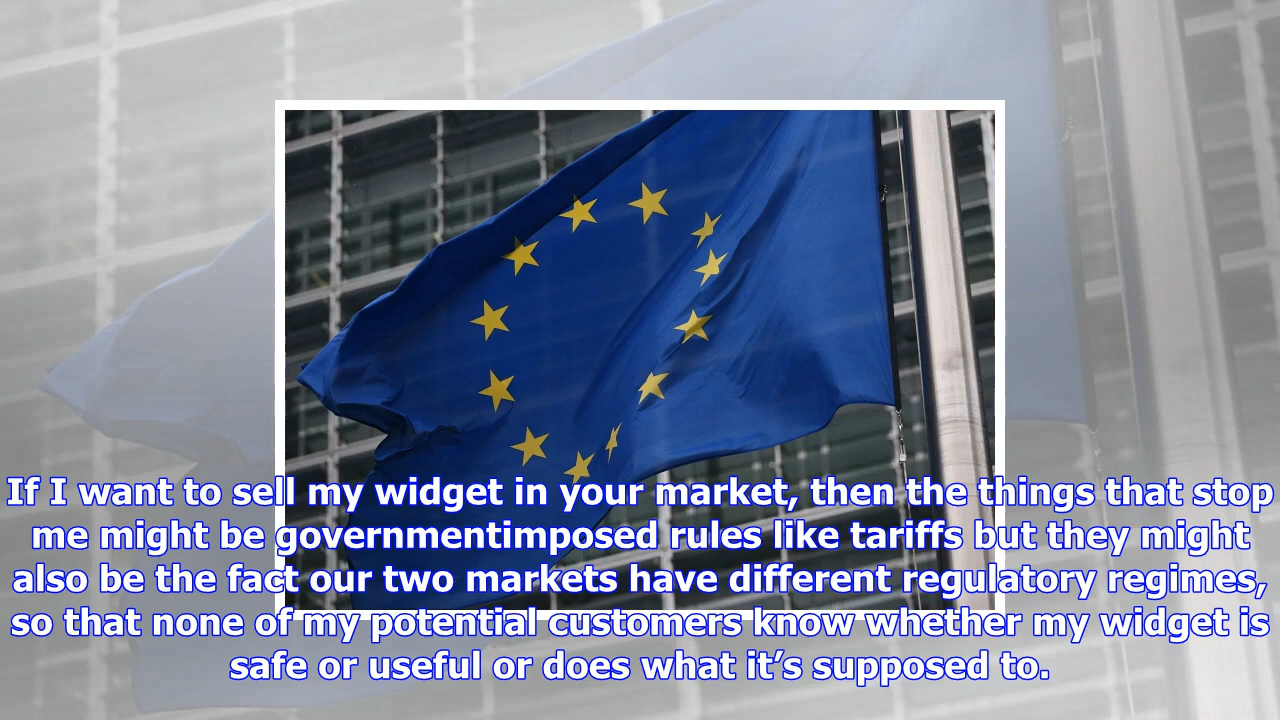 If I want to sell my widget in your market, then the things that stop
me might be governmentimposed rules like tariffs but they might
also be the fact our two markets have different regulatory regimes,
so that none of my potential customers know whether my widget is
safe or useful or does what it’s supposed to.